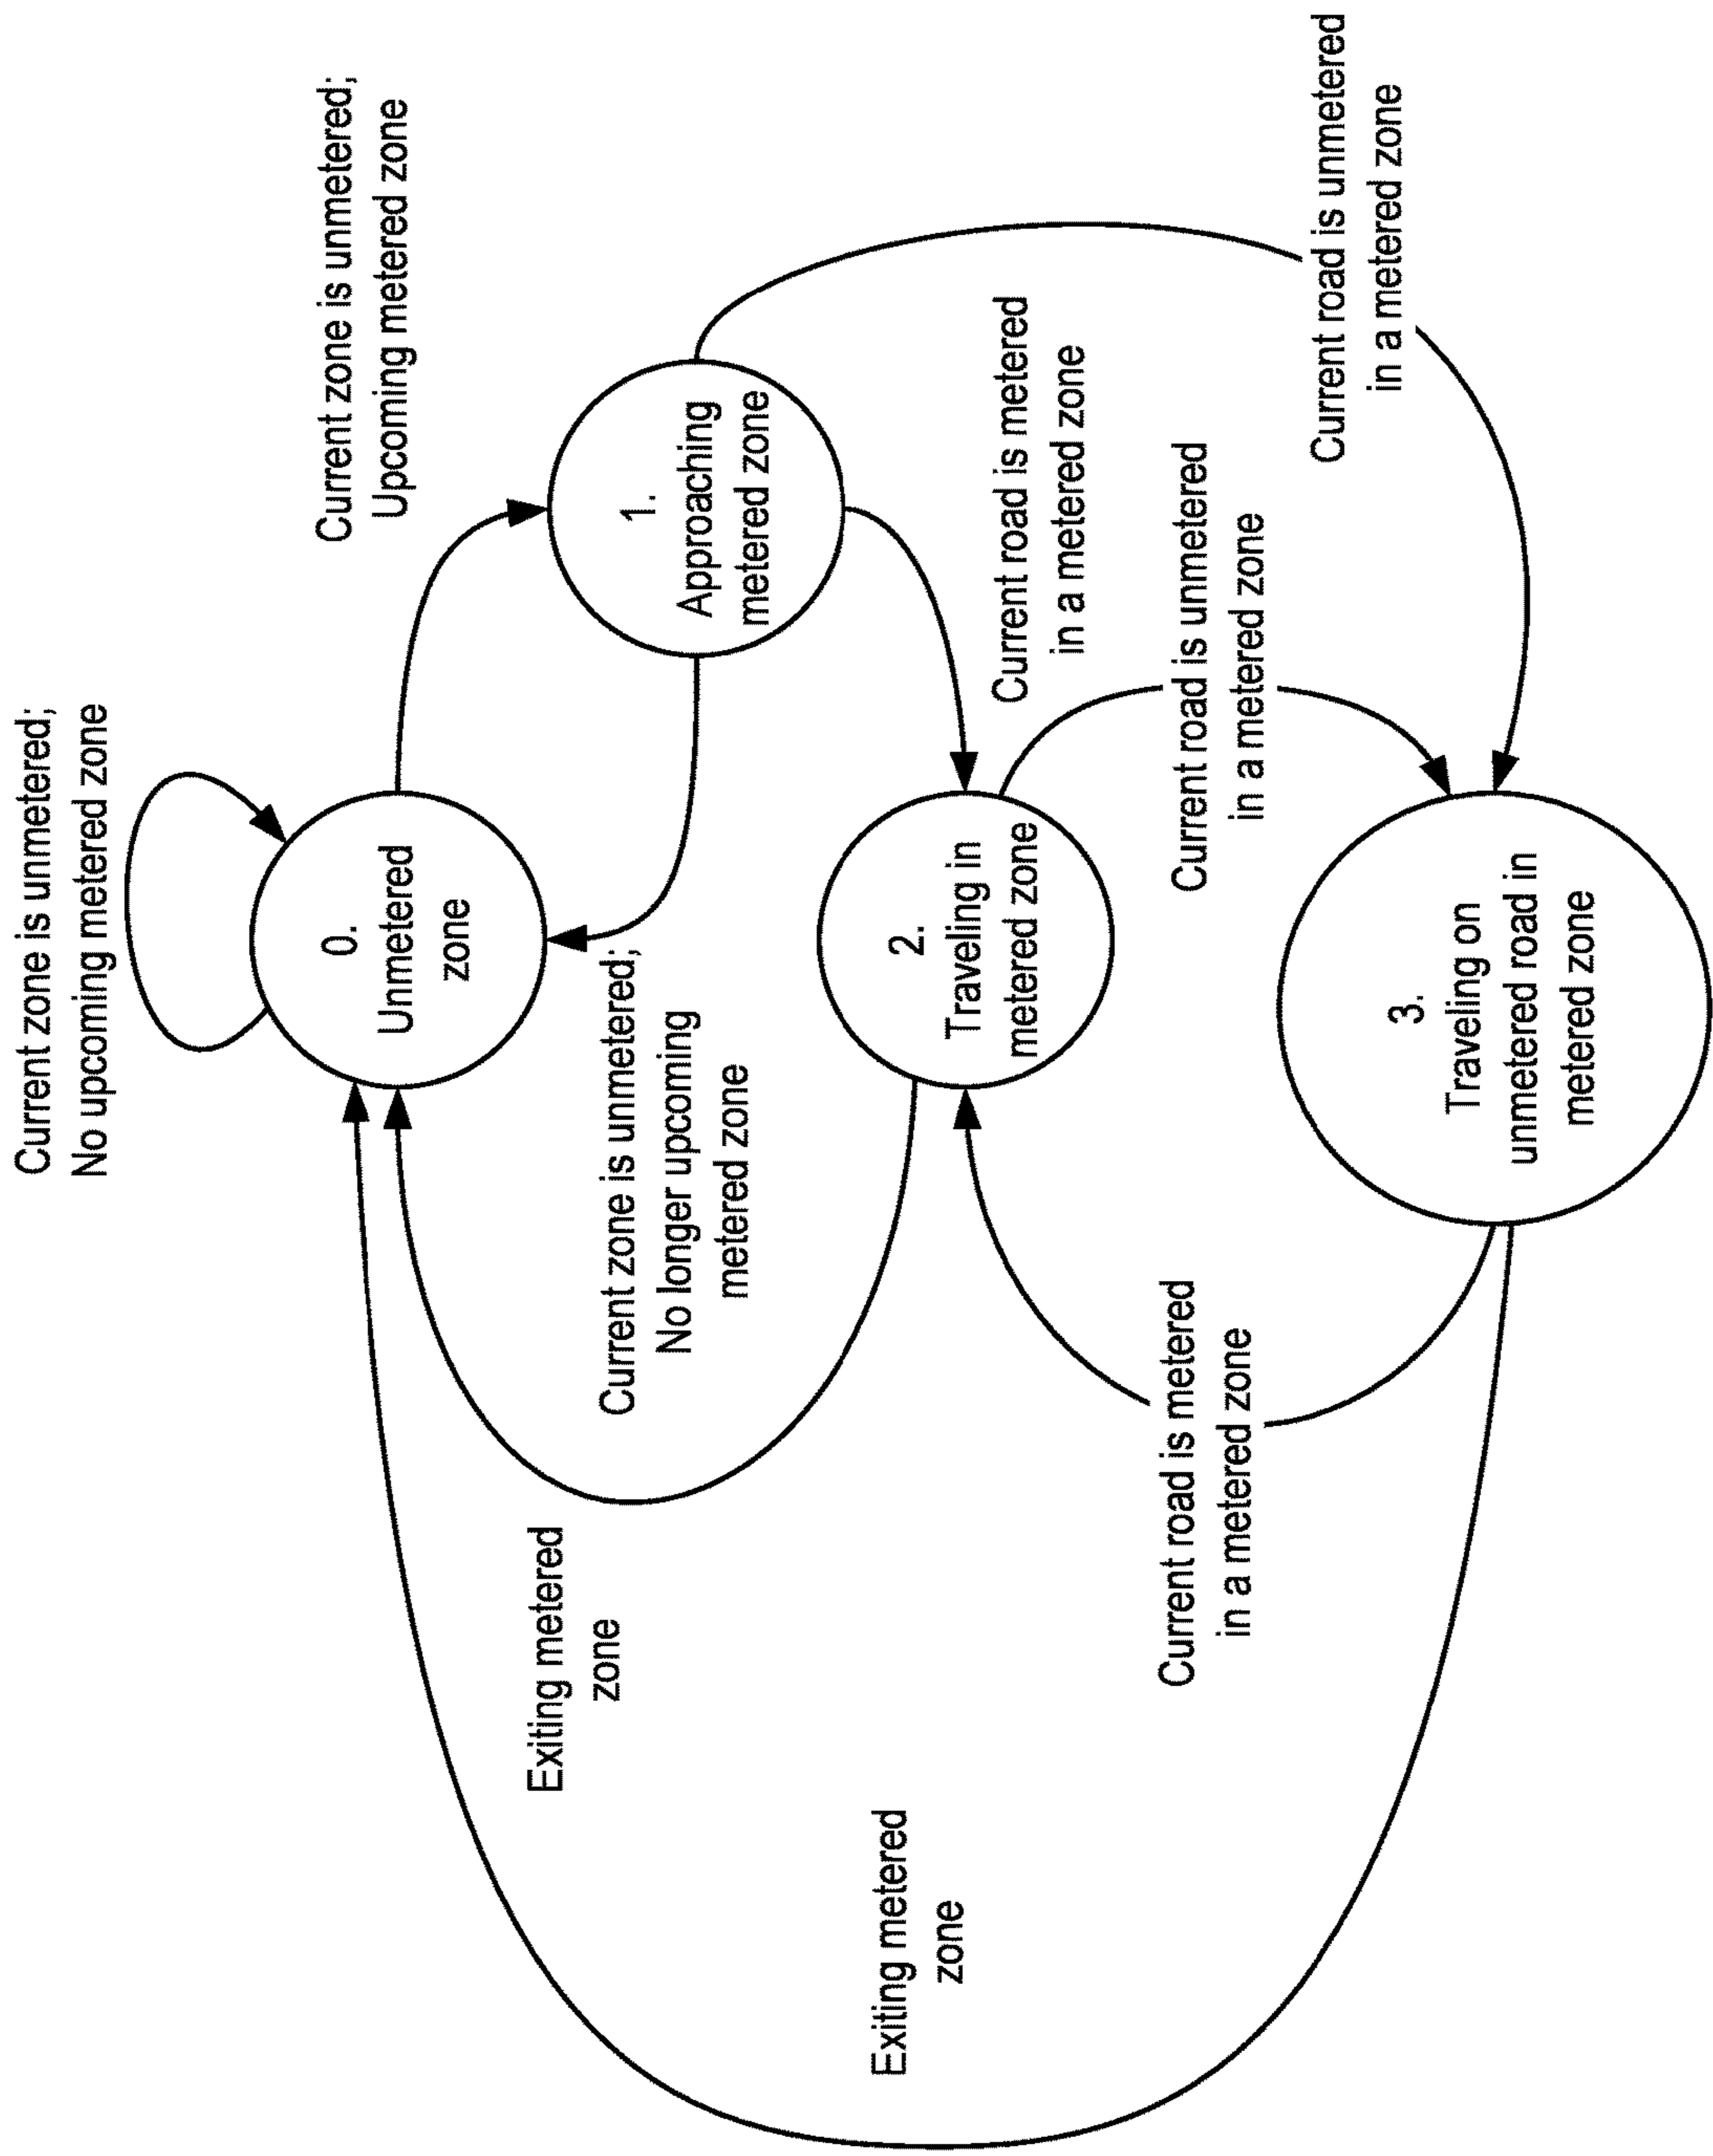 Current zone is unmetered;
No upcoming metered zone
Current zone is unmetered;
Upcoming metered zone
0.
Unmetered
zone
1.
Approaching
metered zone
Current zone is unmetered;
No longer upcoming
metered zone
Exiting metered
zone
2.
Traveling in
metered zone
Current road is metered
in a metered zone
Current road is unmetered
in a metered zone
Current road is unmetered
in a metered zone
Exiting metered
zone
Current road is metered
in a metered zone
3.
Traveling on
unmetered road in
metered zone